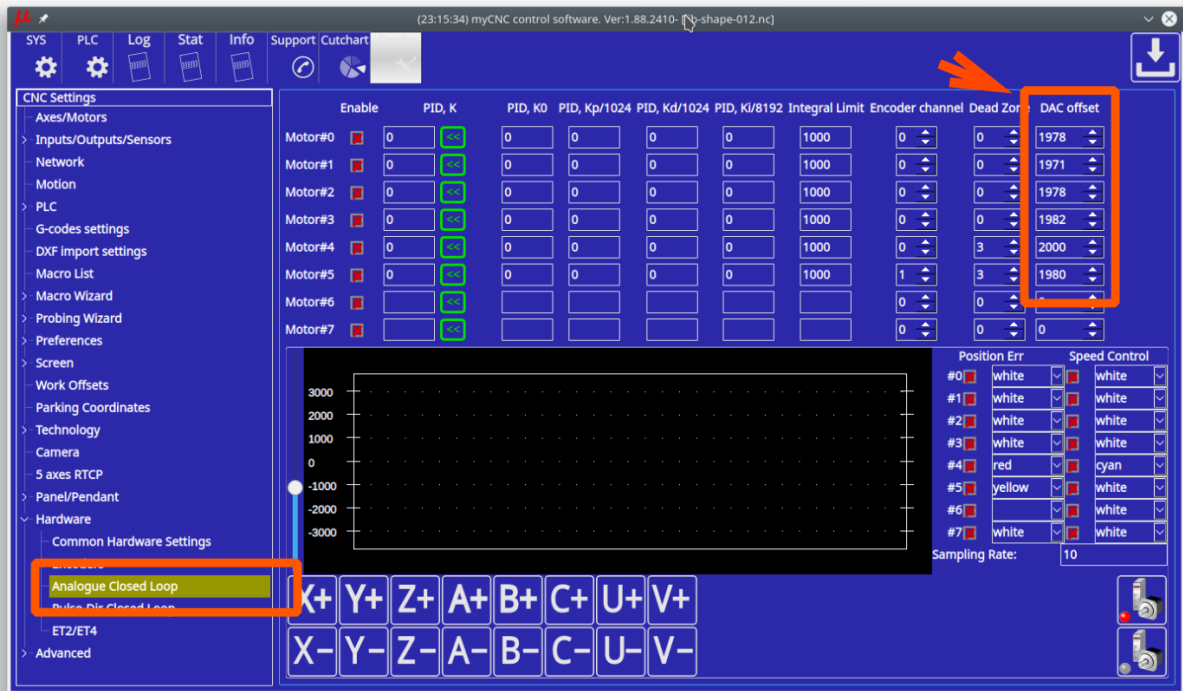 (23:15:34) myCNC control software. Ver:1.88.2410- [ nb-shape-012.nc]
SYS PLC Log Stat Info Support Cutchart
CNC Settings
Axes/Motors
Inputs/Outputs/Sensors
Network
Motion
PLC
G-codes settings
DXF import settings
Macro List
Macro Wizard
Probing Wizard
Preferences
Screen
Work Offsets
Parking Coordinates
Technology
Camera
5 axes RTCP
Panel/Pendant
Hardware
Common Hardware Settings
Encoders
Analogue Closed Loop
Pulse-Dir Closed Loop
ET2/ET4
Advanced
Enable PID, K PID, K0 PID, Kp/1024 PID, Kd/1024 PID, Ki/8192 Integral Limit Encoder channel Dead Zone DAC offset
Motor#0 0 << 0 0 0 0 1000 0 0 1978
Motor#1 0 << 0 0 0 0 1000 0 0 1971
Motor#2 0 << 0 0 0 0 1000 0 0 1978
Motor#3 0 << 0 0 0 0 1000 0 0 1982
Motor#4 0 << 0 0 0 0 1000 0 3 2000
Motor#5 0 << 0 0 0 0 1000 1 3 1980
Motor#6 << 0 0 0
Motor#7 << 0 0 0
3000
2000
1000
0
-1000
-2000
-3000
Position Err Speed Control
#0 white white
#1 white white
#2 white white
#3 white white
#4 red cyan
#5 yellow white
#6 white
#7 white white
Sampling Rate: 10
X+ Y+ Z+ A+ B+ C+ U+ V+
X- Y- Z- A- B- C- U- V-